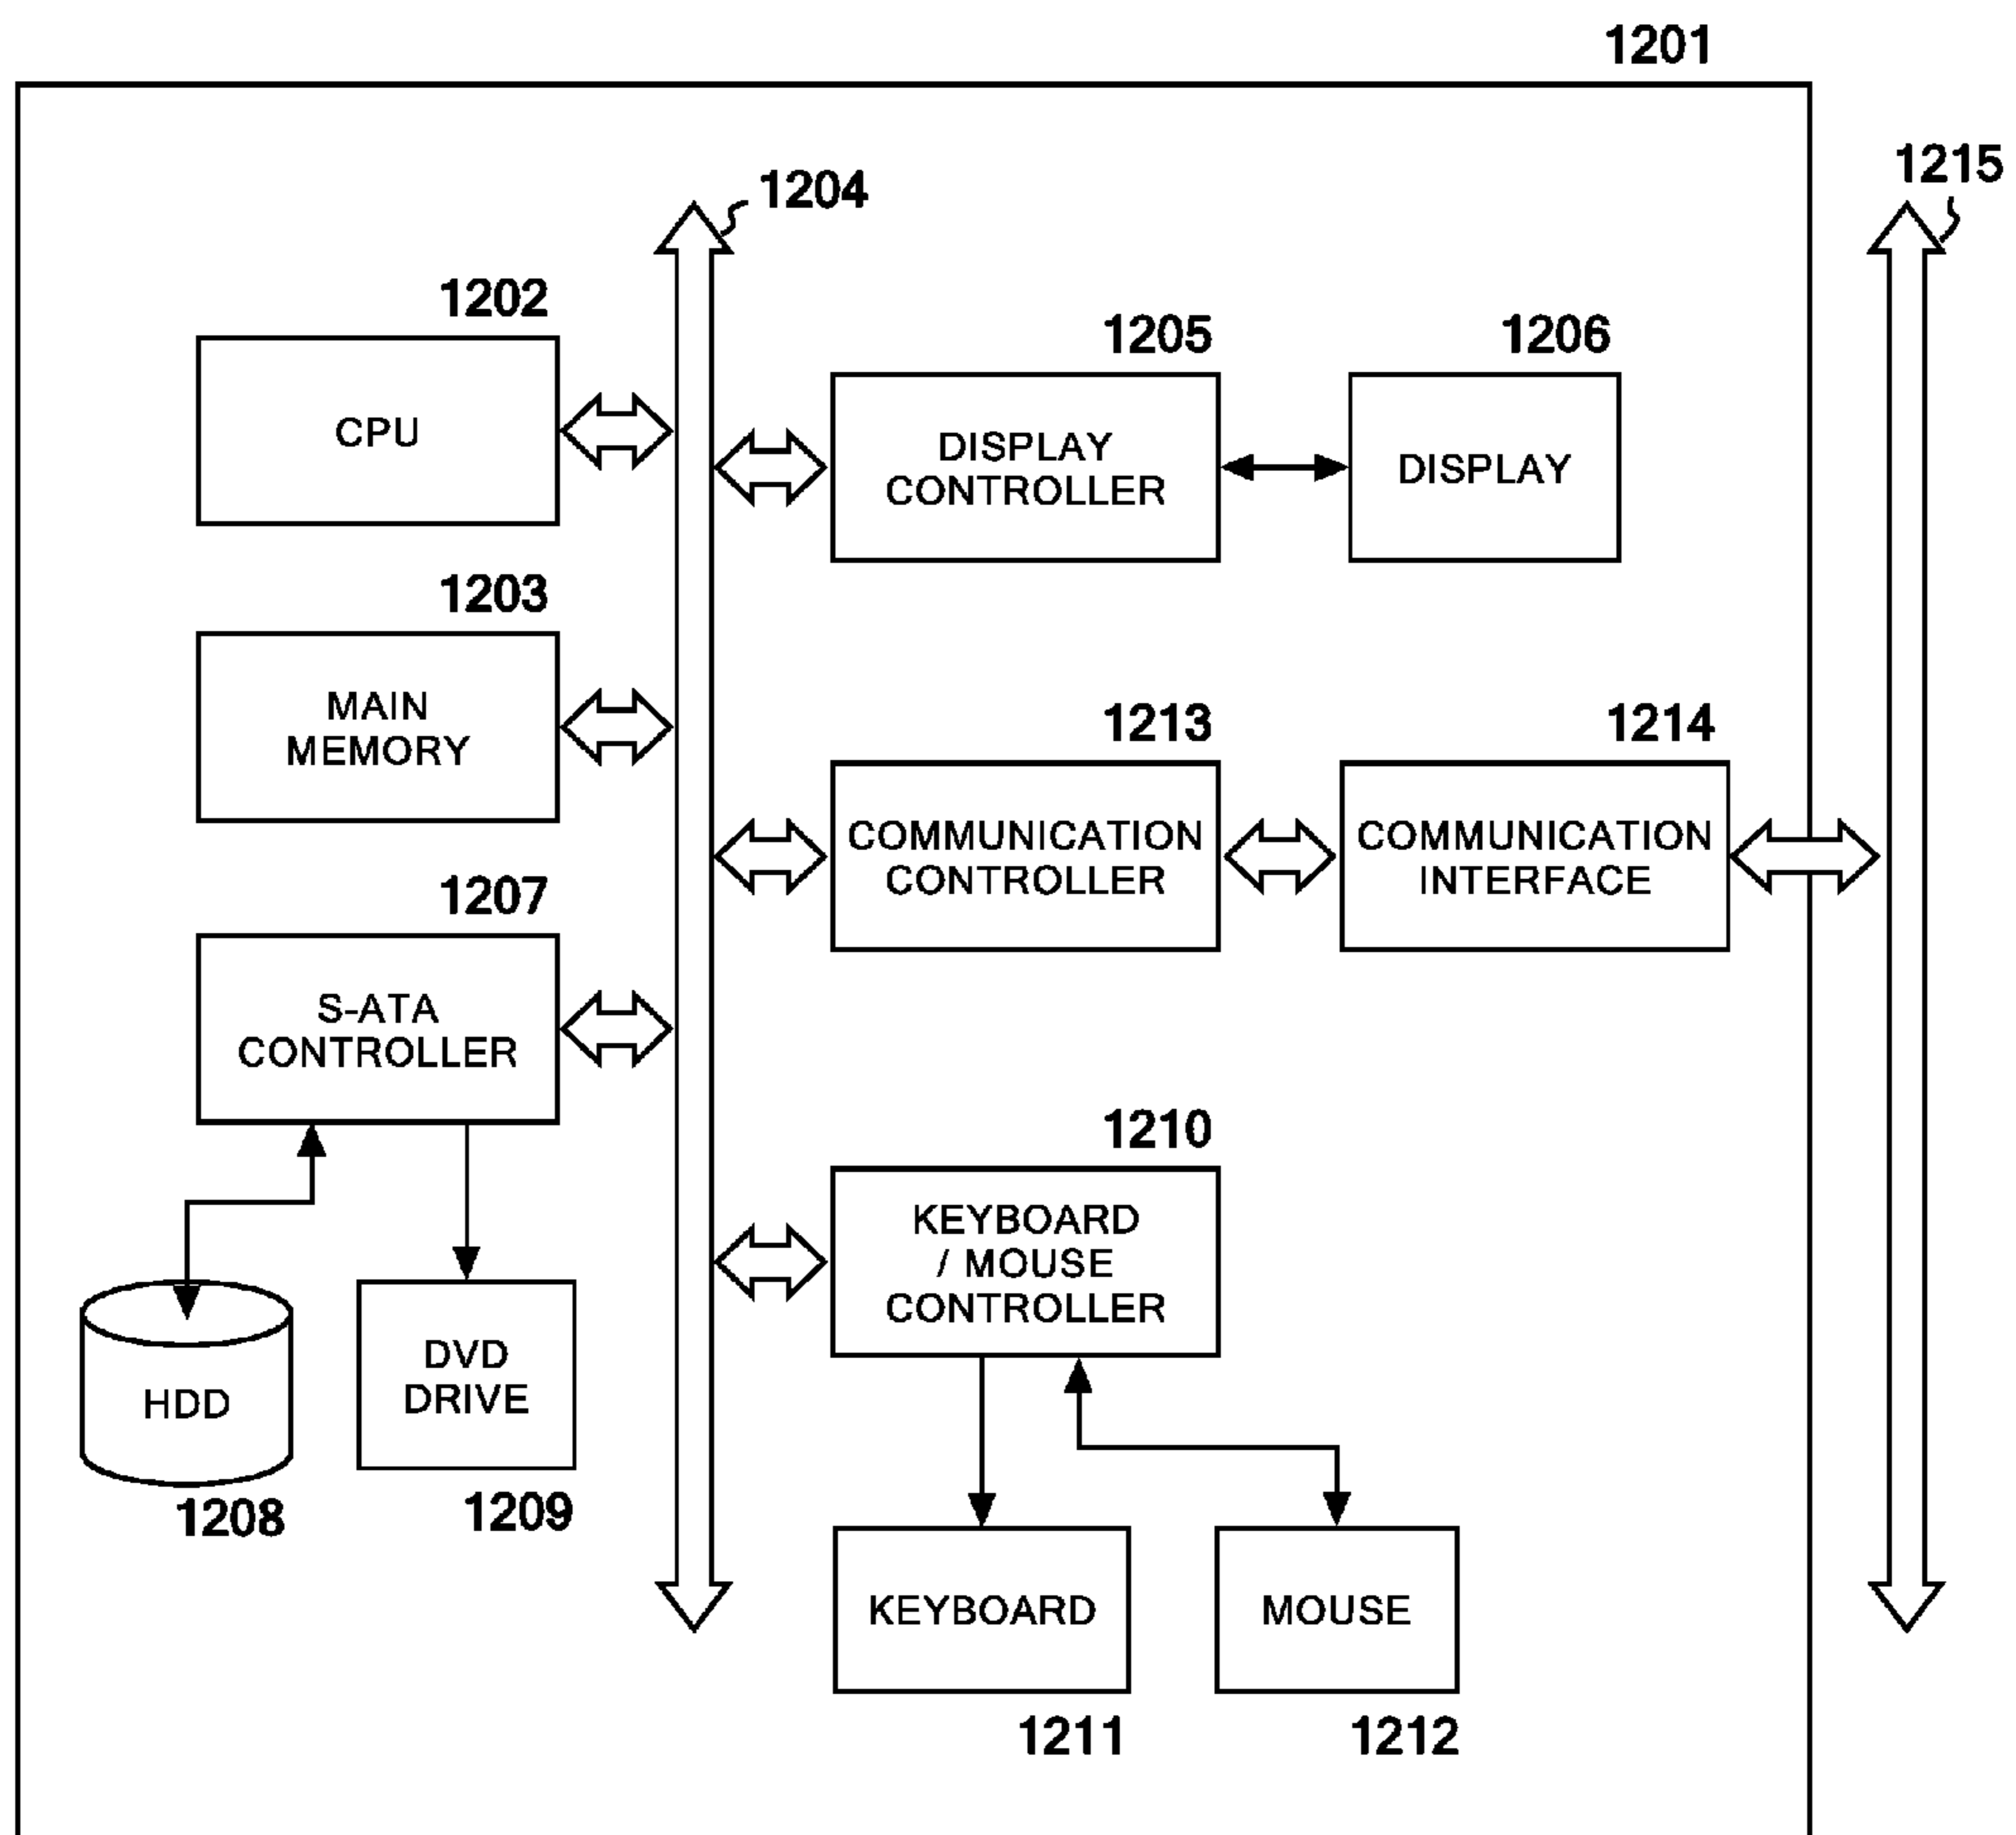 1201
1215
1204
1202
CPU
1205
DISPLAY
CONTROLLER
1206
DISPLAY
1203
MAIN
MEMORY
1213
COMMUNICATION
CONTROLLER
1214
COMMUNICATION
INTERFACE
1207
S-ATA
CONTROLLER
1210
KEYBOARD
/ MOUSE
CONTROLLER
HDD
1208
DVD
DRIVE
1209
KEYBOARD
1211
MOUSE
1212